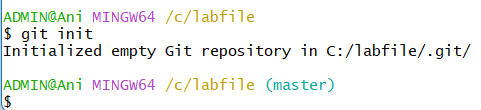 ADMIN@Ani MINGW64 /c/labfile
$ git init
Initialized empty Git repository in C:/labfile/.git/
ADMIN@Ani MINGW64 /c/labfile (master)
$